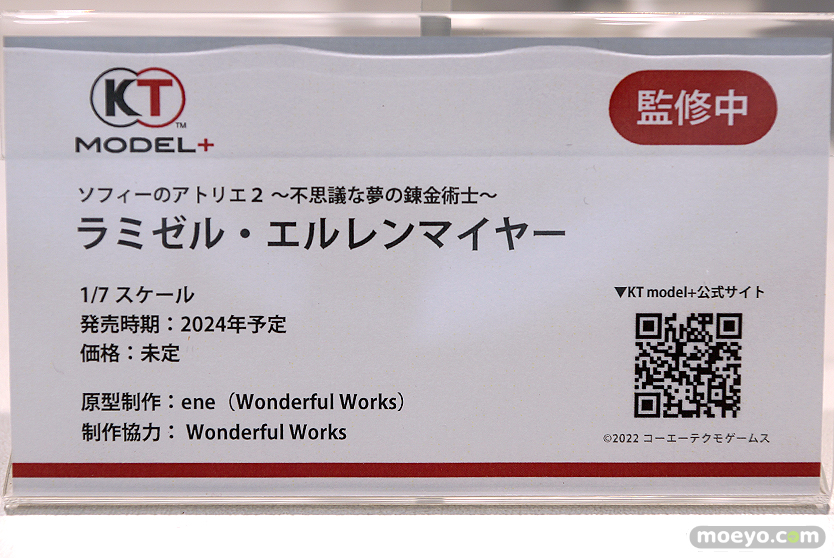 KT
TM
MODEL+
監修中
ソフィーのアトリエ2 ～不思議な夢の錬金術士～
ラミゼル・エルレンマイヤー
1/7 スケール
発売時期：2024年予定
価格：未定
原型制作：ene（Wonderful Works）
制作協力： Wonderful Works
▼KT model+公式サイト
©2022 コーエーテクモゲームス
moeyo.com